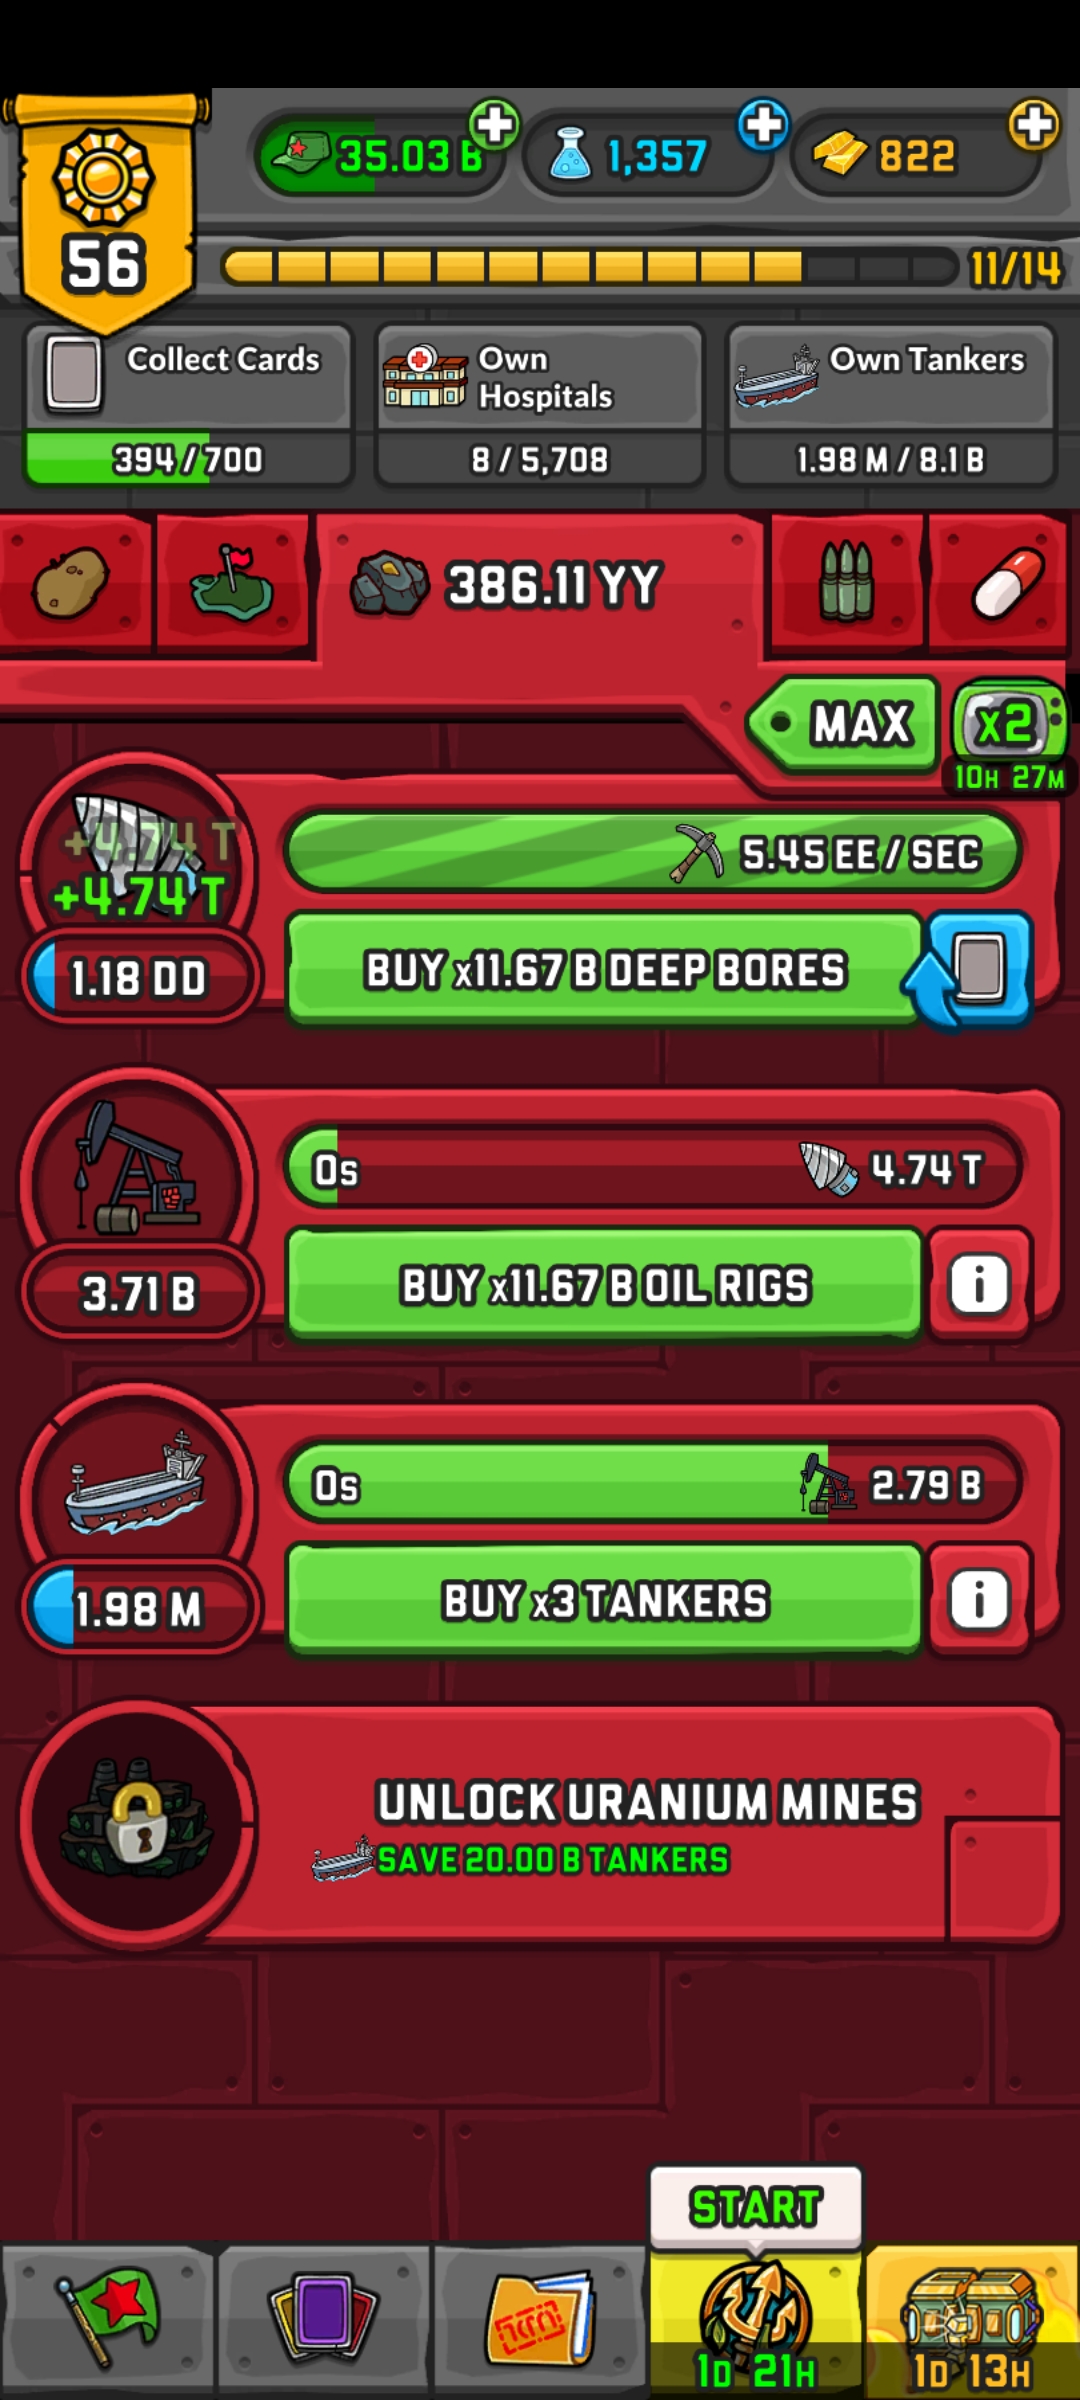 56
35.03 B
1,357
822
11/14
Collect Cards
394/700
Own
Hospitals
8/5,708
Own Tankers
1.98 M/8.1 B
386.11 YY
MAX
x2
10H 27M
+4.74 T
+4.74 T
1.18 DD
5.45 EE/SEC
BUY x11.67 B DEEP BORES
0s
4.74 T
3.71 B
BUY x11.67 B OIL RIGS
i
0s
2.79 B
1.98 M
BUY x3 TANKERS
i
UNLOCK URANIUM MINES
SAVE 20.00 B TANKERS
START
1D 21H
1D 13H